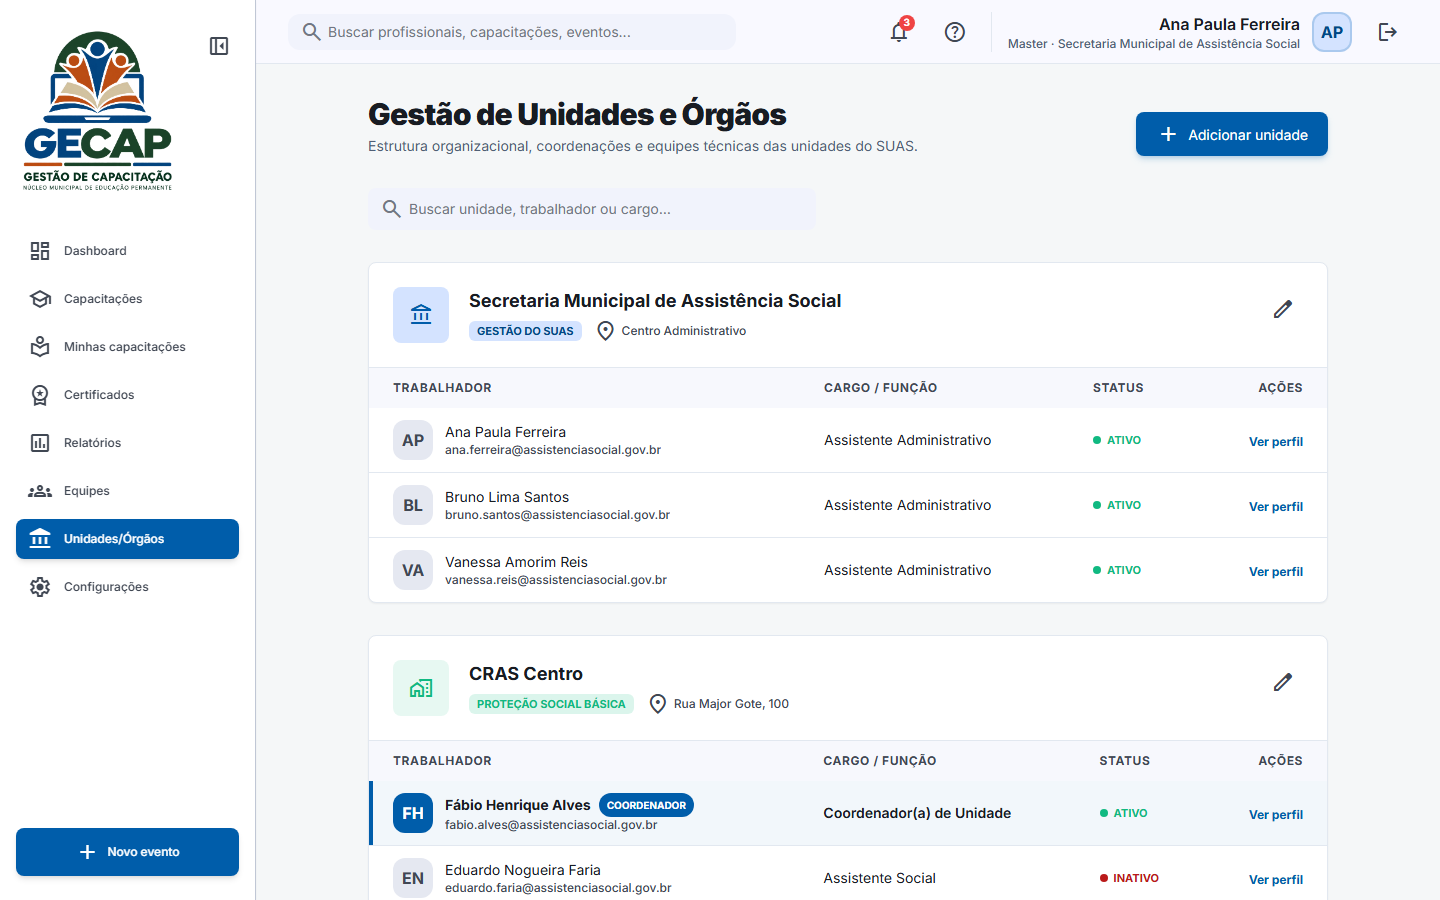 GECAP
GESTÃO DE CAPACITAÇÃO
NÚCLEO MUNICIPAL DE EDUCAÇÃO PERMANENTE
Dashboard
Capacitações
Minhas capacitações
Certificados
Relatórios
Equipes
Unidades/Órgãos
Configurações
Novo evento
Buscar profissionais, capacitações, eventos...
3
Ana Paula Ferreira
Master · Secretaria Municipal de Assistência Social
AP
Gestão de Unidades e Órgãos
Estrutura organizacional, coordenações e equipes técnicas das unidades do SUAS.
Adicionar unidade
Buscar unidade, trabalhador ou cargo...
Secretaria Municipal de Assistência Social
GESTÃO DO SUAS Centro Administrativo
TRABALHADOR CARGO / FUNÇÃO STATUS AÇÕES
AP Ana Paula Ferreira Assistente Administrativo ATIVO Ver perfil
ana.ferreira@assistenciasocial.gov.br
BL Bruno Lima Santos Assistente Administrativo ATIVO Ver perfil
bruno.santos@assistenciasocial.gov.br
VA Vanessa Amorim Reis Assistente Administrativo ATIVO Ver perfil
vanessa.reis@assistenciasocial.gov.br
CRAS Centro
PROTEÇÃO SOCIAL BÁSICA Rua Major Gote, 100
TRABALHADOR CARGO / FUNÇÃO STATUS AÇÕES
FH Fábio Henrique Alves COORDENADOR Coordenador(a) de Unidade ATIVO Ver perfil
fabio.alves@assistenciasocial.gov.br
EN Eduardo Nogueira Faria Assistente Social INATIVO Ver perfil
eduardo.faria@assistenciasocial.gov.br